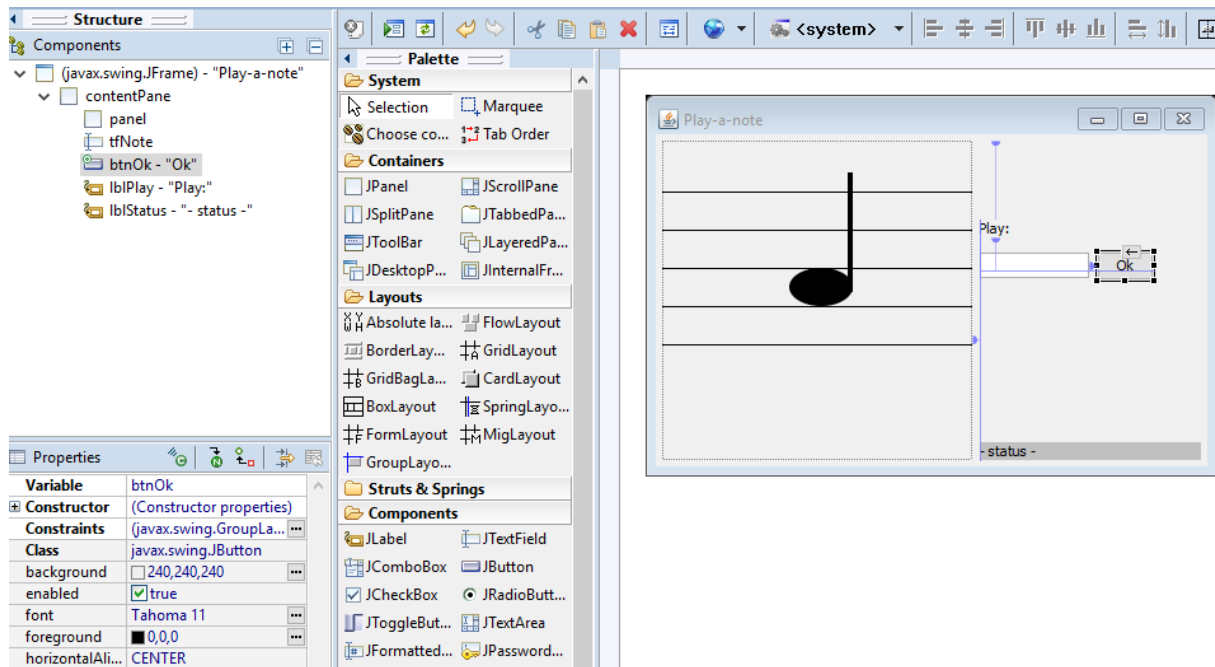 Structure
Components
(javax.swing.JFrame) - "Play-a-note"
contentPane
panel
tfNote
btnOk - "Ok"
lblPlay - "Play:"
lblStatus - "- status -"
Properties
Variable btnOk
Constructor (Constructor properties)
Constraints (javax.swing.GroupLa...
Class javax.swing.JButton
background 240,240,240
enabled true
font Tahoma 11
foreground 0,0,0
horizontalAli... CENTER
<system>
Palette
System
Selection Marquee
Choose co... Tab Order
Containers
JPanel JScrollPane
JSplitPane JTabbedPa...
JToolBar JLayeredPa...
JDesktopP... JInternalFr...
Layouts
Absolute la... FlowLayout
BorderLay... GridLayout
GridBagLa... CardLayout
BoxLayout SpringLayo...
FormLayout MigLayout
GroupLayo...
Struts & Springs
Components
JLabel JTextField
JComboBox JButton
JCheckBox JRadioButt...
JToggleBut... JTextArea
JFormatted... JPassword...
Play-a-note
Play:
Ok
- status -